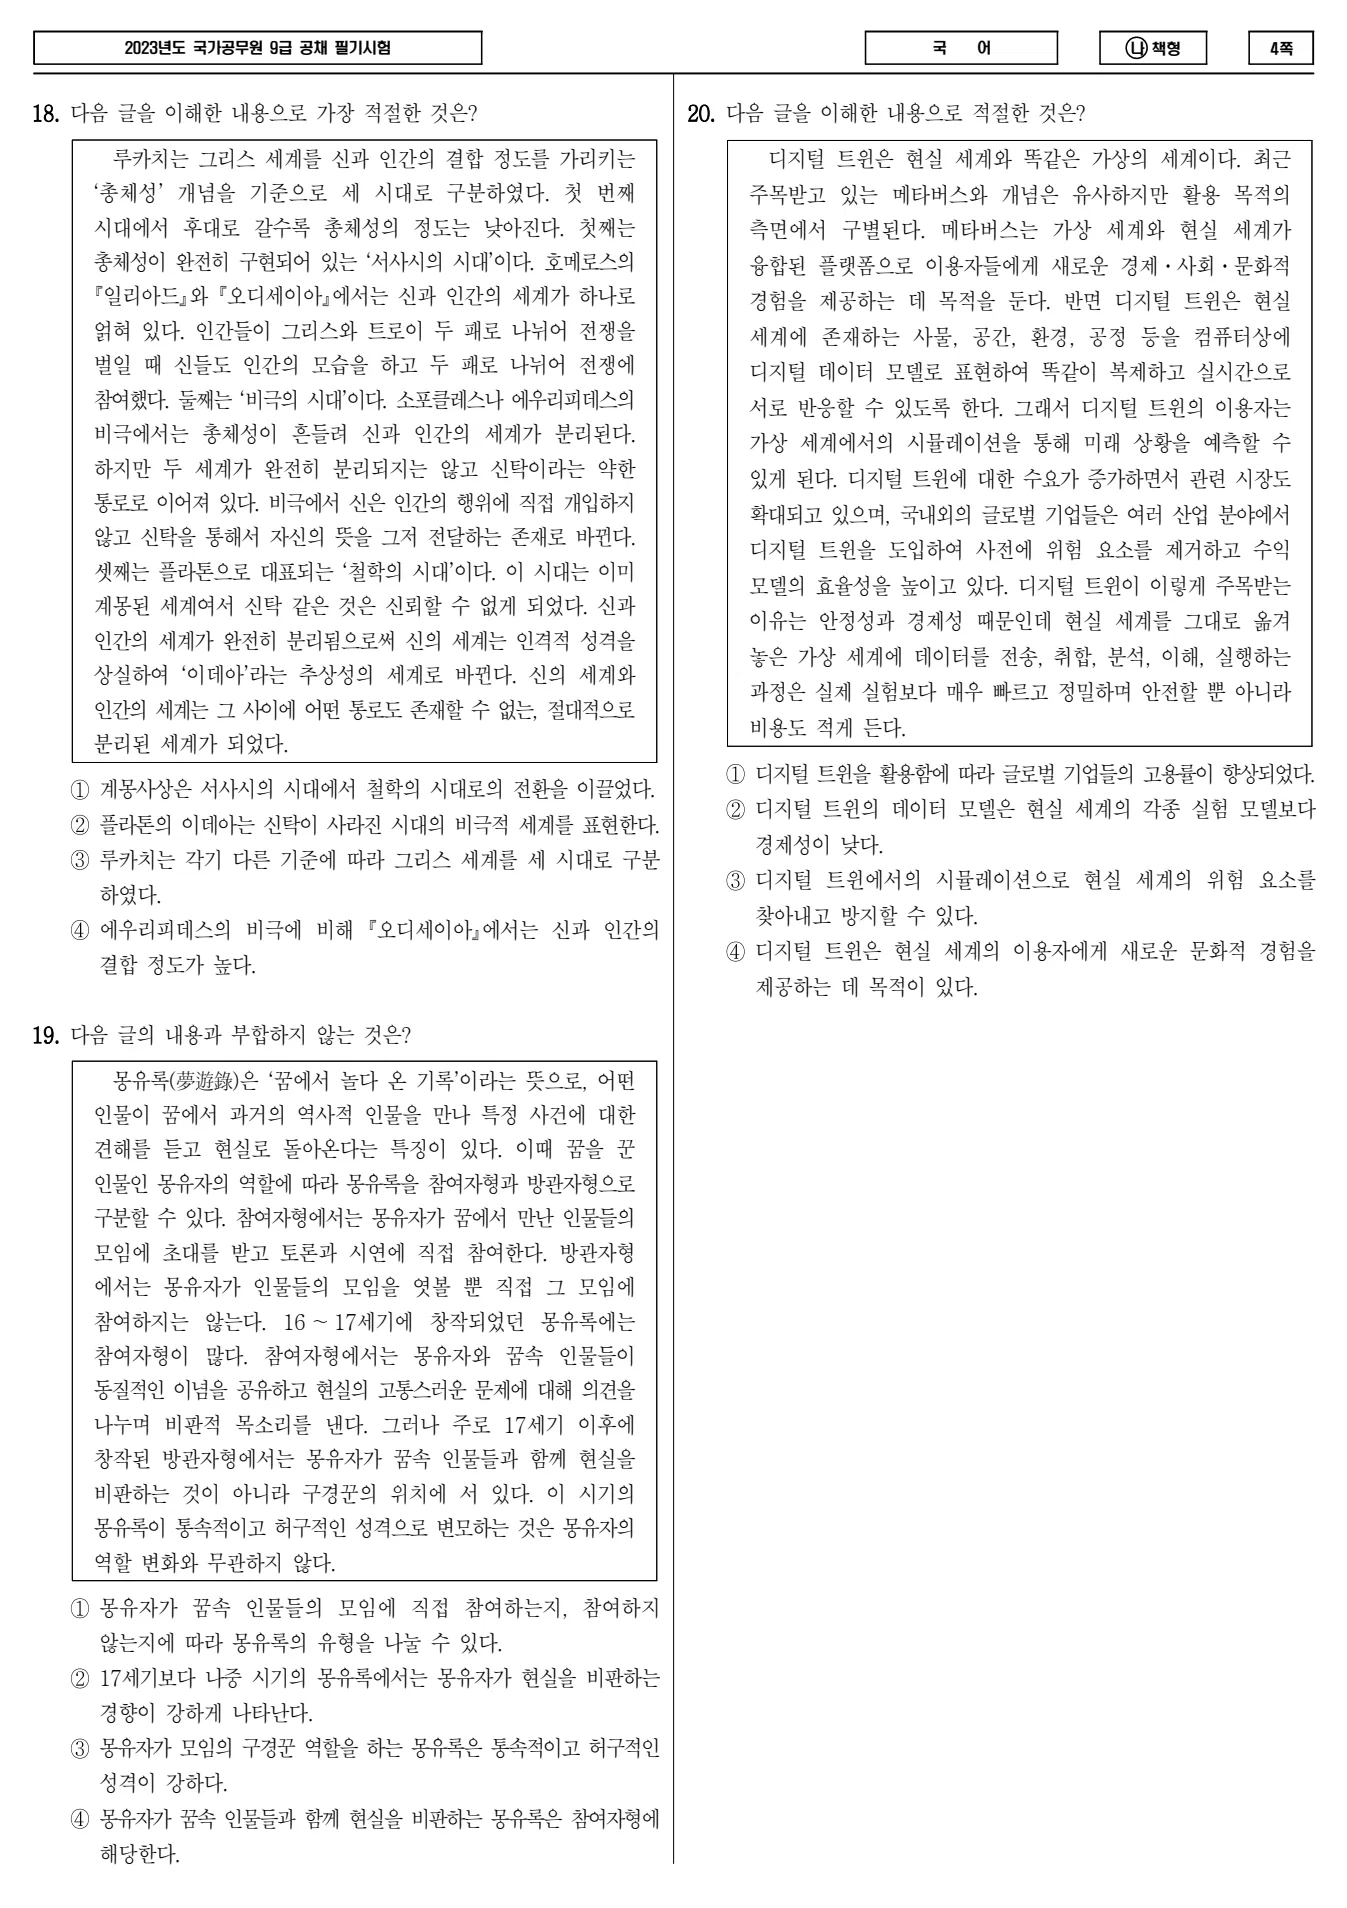 2023년도 국가공무원 9급 공채 필기시험
국 어
㉯ 책형
4쪽
18. 다음 글을 이해한 내용으로 가장 적절한 것은?
루카치는 그리스 세계를 신과 인간의 결합 정도를 가리키는
‘총체성’ 개념을 기준으로 세 시대로 구분하였다. 첫 번째
시대에서 후대로 갈수록 총체성의 정도는 낮아진다. 첫째는
총체성이 완전히 구현되어 있는 ‘서사시의 시대’이다. 호메로스의
『일리아드』와 『오디세이아』에서는 신과 인간의 세계가 하나로
얽혀 있다. 인간들이 그리스와 트로이 두 패로 나뉘어 전쟁을
벌일 때 신들도 인간의 모습을 하고 두 패로 나뉘어 전쟁에
참여했다. 둘째는 ‘비극의 시대’이다. 소포클레스나 에우리피데스의
비극에서는 총체성이 흔들려 신과 인간의 세계가 분리된다.
하지만 두 세계가 완전히 분리되지는 않고 신탁이라는 약한
통로로 이어져 있다. 비극에서 신은 인간의 행위에 직접 개입하지
않고 신탁을 통해서 자신의 뜻을 그저 전달하는 존재로 바뀐다.
셋째는 플라톤으로 대표되는 ‘철학의 시대’이다. 이 시대는 이미
계몽된 세계여서 신탁 같은 것은 신뢰할 수 없게 되었다. 신과
인간의 세계가 완전히 분리됨으로써 신의 세계는 인격적 성격을
상실하여 ‘이데아’라는 추상성의 세계로 바뀐다. 신의 세계와
인간의 세계는 그 사이에 어떤 통로도 존재할 수 없는, 절대적으로
분리된 세계가 되었다.
① 계몽사상은 서사시의 시대에서 철학의 시대로의 전환을 이끌었다.
② 플라톤의 이데아는 신탁이 사라진 시대의 비극적 세계를 표현한다.
③ 루카치는 각기 다른 기준에 따라 그리스 세계를 세 시대로 구분
하였다.
④ 에우리피데스의 비극에 비해 『오디세이아』에서는 신과 인간의
결합 정도가 높다.
19. 다음 글의 내용과 부합하지 않는 것은?
몽유록(夢遊錄)은 ‘꿈에서 놀다 온 기록’이라는 뜻으로, 어떤
인물이 꿈에서 과거의 역사적 인물을 만나 특정 사건에 대한
견해를 듣고 현실로 돌아온다는 특징이 있다. 이때 꿈을 꾼
인물인 몽유자의 역할에 따라 몽유록을 참여자형과 방관자형으로
구분할 수 있다. 참여자형에서는 몽유자가 꿈에서 만난 인물들의
모임에 초대를 받고 토론과 시연에 직접 참여한다. 방관자형
에서는 몽유자가 인물들의 모임을 엿볼 뿐 직접 그 모임에
참여하지는 않는다. 16 ~ 17세기에 창작되었던 몽유록에는
참여자형이 많다. 참여자형에서는 몽유자와 꿈속 인물들이
동질적인 이념을 공유하고 현실의 고통스러운 문제에 대해 의견을
나누며 비판적 목소리를 낸다. 그러나 주로 17세기 이후에
창작된 방관자형에서는 몽유자가 꿈속 인물들과 함께 현실을
비판하는 것이 아니라 구경꾼의 위치에 서 있다. 이 시기의
몽유록이 통속적이고 허구적인 성격으로 변모하는 것은 몽유자의
역할 변화와 무관하지 않다.
① 몽유자가 꿈속 인물들의 모임에 직접 참여하는지, 참여하지
않는지에 따라 몽유록의 유형을 나눌 수 있다.
② 17세기보다 나중 시기의 몽유록에서는 몽유자가 현실을 비판하는
경향이 강하게 나타난다.
③ 몽유자가 모임의 구경꾼 역할을 하는 몽유록은 통속적이고 허구적인
성격이 강하다.
④ 몽유자가 꿈속 인물들과 함께 현실을 비판하는 몽유록은 참여자형에
해당한다.
20. 다음 글을 이해한 내용으로 적절한 것은?
디지털 트윈은 현실 세계와 똑같은 가상의 세계이다. 최근
주목받고 있는 메타버스와 개념은 유사하지만 활용 목적의
측면에서 구별된다. 메타버스는 가상 세계와 현실 세계가
융합된 플랫폼으로 이용자들에게 새로운 경제·사회·문화적
경험을 제공하는 데 목적을 둔다. 반면 디지털 트윈은 현실
세계에 존재하는 사물, 공간, 환경, 공정 등을 컴퓨터상에
디지털 데이터 모델로 표현하여 똑같이 복제하고 실시간으로
서로 반응할 수 있도록 한다. 그래서 디지털 트윈의 이용자는
가상 세계에서의 시뮬레이션을 통해 미래 상황을 예측할 수
있게 된다. 디지털 트윈에 대한 수요가 증가하면서 관련 시장도
확대되고 있으며, 국내외의 글로벌 기업들은 여러 산업 분야에서
디지털 트윈을 도입하여 사전에 위험 요소를 제거하고 수익
모델의 효율성을 높이고 있다. 디지털 트윈이 이렇게 주목받는
이유는 안정성과 경제성 때문인데 현실 세계를 그대로 옮겨
놓은 가상 세계에 데이터를 전송, 취합, 분석, 이해, 실행하는
과정은 실제 실험보다 매우 빠르고 정밀하며 안전할 뿐 아니라
비용도 적게 든다.
① 디지털 트윈을 활용함에 따라 글로벌 기업들의 고용률이 향상되었다.
② 디지털 트윈의 데이터 모델은 현실 세계의 각종 실험 모델보다
경제성이 낮다.
③ 디지털 트윈에서의 시뮬레이션으로 현실 세계의 위험 요소를
찾아내고 방지할 수 있다.
④ 디지털 트윈은 현실 세계의 이용자에게 새로운 문화적 경험을
제공하는 데 목적이 있다.